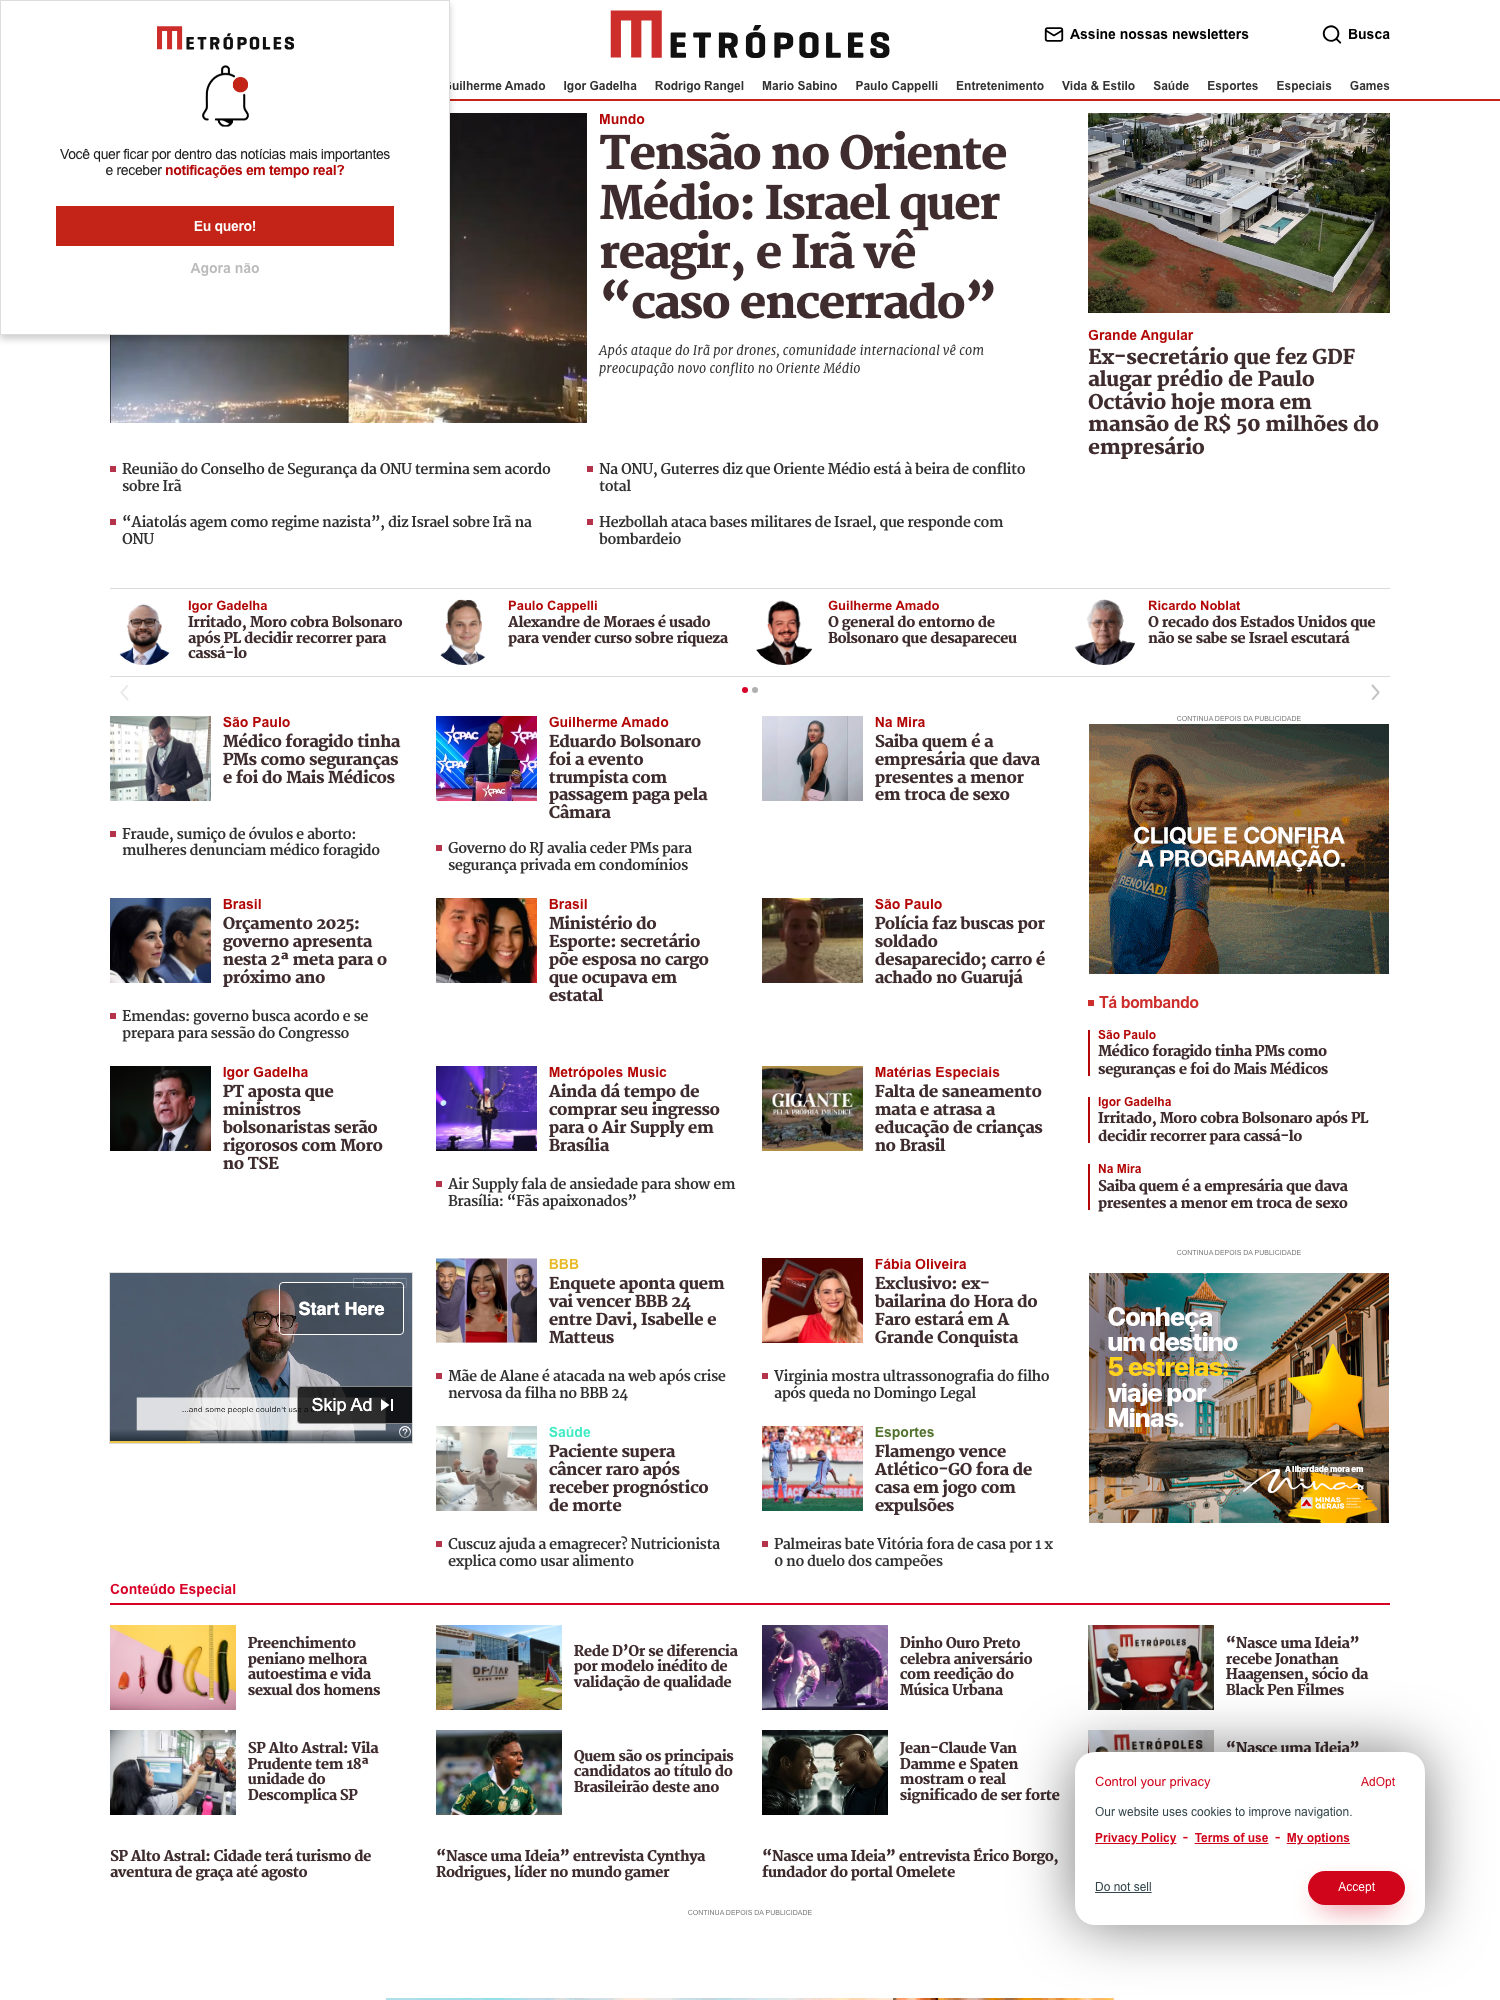 METRÓPOLES
Você quer ficar por dentro das notícias mais importantes
e receber notificações em tempo real?
Eu quero!
Agora não
METRÓPOLES
Assine nossas newsletters
Busca
Guilherme Amado
Igor Gadelha
Rodrigo Rangel
Mario Sabino
Paulo Cappelli
Entretenimento
Vida & Estilo
Saúde
Esportes
Especiais
Games
Mundo
Tensão no Oriente
Médio: Israel quer
reagir, e Irã vê
“caso encerrado”
Após ataque do Irã por drones, comunidade internacional vê com
preocupação novo conflito no Oriente Médio
Grande Angular
Ex-secretário que fez GDF
alugar prédio de Paulo
Octávio hoje mora em
mansão de R$ 50 milhões do
empresário
Reunião do Conselho de Segurança da ONU termina sem acordo
sobre Irã
Na ONU, Guterres diz que Oriente Médio está à beira de conflito
total
“Aiatolás agem como regime nazista”, diz Israel sobre Irã na
ONU
Hezbollah ataca bases militares de Israel, que responde com
bombardeio
Igor Gadelha
Irritado, Moro cobra Bolsonaro
após PL decidir recorrer para
cassá-lo
Paulo Cappelli
Alexandre de Moraes é usado
para vender curso sobre riqueza
Guilherme Amado
O general do entorno de
Bolsonaro que desapareceu
Ricardo Noblat
O recado dos Estados Unidos que
não se sabe se Israel escutará
São Paulo
Médico foragido tinha
PMs como seguranças
e foi do Mais Médicos
Fraude, sumiço de óvulos e aborto:
mulheres denunciam médico foragido
CPAC
CPAC
Guilherme Amado
Eduardo Bolsonaro
foi a evento
trumpista com
passagem paga pela
Câmara
Governo do RJ avalia ceder PMs para
segurança privada em condomínios
Na Mira
Saiba quem é a
empresária que dava
presentes a menor
em troca de sexo
CONTINUA DEPOIS DA PUBLICIDADE
CLIQUE E CONFIRA
A PROGRAMAÇÃO.
RENOVADF
Brasil
Orçamento 2025:
governo apresenta
nesta 2ª meta para o
próximo ano
Emendas: governo busca acordo e se
prepara para sessão do Congresso
Brasil
Ministério do
Esporte: secretário
põe esposa no cargo
que ocupava em
estatal
São Paulo
Polícia faz buscas por
soldado
desaparecido; carro é
achado no Guarujá
Tá bombando
São Paulo
Médico foragido tinha PMs como
seguranças e foi do Mais Médicos
Igor Gadelha
Irritado, Moro cobra Bolsonaro após PL
decidir recorrer para cassá-lo
Na Mira
Saiba quem é a empresária que dava
presentes a menor em troca de sexo
Igor Gadelha
PT aposta que
ministros
bolsonaristas serão
rigorosos com Moro
no TSE
Metrópoles Music
Ainda dá tempo de
comprar seu ingresso
para o Air Supply em
Brasília
Air Supply fala de ansiedade para show em
Brasília: “Fãs apaixonados”
GIGANTE
PELA PRÓPRIA IMUNDICE
Matérias Especiais
Falta de saneamento
mata e atrasa a
educação de crianças
no Brasil
CONTINUA DEPOIS DA PUBLICIDADE
Start Here
...and some people couldn't use
Skip Ad
BBB
Enquete aponta quem
vai vencer BBB 24
entre Davi, Isabelle e
Matteus
Mãe de Alane é atacada na web após crise
nervosa da filha no BBB 24
Fábia Oliveira
Exclusivo: ex-
bailarina do Hora do
Faro estará em A
Grande Conquista
Virginia mostra ultrassonografia do filho
após queda no Domingo Legal
Conheça
um destino
5 estrelas:
viaje por
Minas.
A liberdade mora em
Minas
MINAS
GERAIS
Saúde
Paciente supera
câncer raro após
receber prognóstico
de morte
Cuscuz ajuda a emagrecer? Nutricionista
explica como usar alimento
Esportes
Flamengo vence
Atlético-GO fora de
casa em jogo com
expulsões
Palmeiras bate Vitória fora de casa por 1 x
0 no duelo dos campeões
Conteúdo Especial
Preenchimento
peniano melhora
autoestima e vida
sexual dos homens
DF STAR
Rede D’Or se diferencia
por modelo inédito de
validação de qualidade
Dinho Ouro Preto
celebra aniversário
com reedição do
Música Urbana
METRÓPOLES
“Nasce uma Ideia”
recebe Jonathan
Haagensen, sócio da
Black Pen Filmes
SP Alto Astral: Vila
Prudente tem 18ª
unidade do
Descomplica SP
Quem são os principais
candidatos ao título do
Brasileirão deste ano
Jean-Claude Van
Damme e Spaten
mostram o real
significado de ser forte
METRÓPOLES
“Nasce uma Ideia”
SP Alto Astral: Cidade terá turismo de
aventura de graça até agosto
“Nasce uma Ideia” entrevista Cynthya
Rodrigues, líder no mundo gamer
“Nasce uma Ideia” entrevista Érico Borgo,
fundador do portal Omelete
Control your privacy
AdOpt
Our website uses cookies to improve navigation.
Privacy Policy - Terms of use - My options
Do not sell
Accept
CONTINUA DEPOIS DA PUBLICIDADE